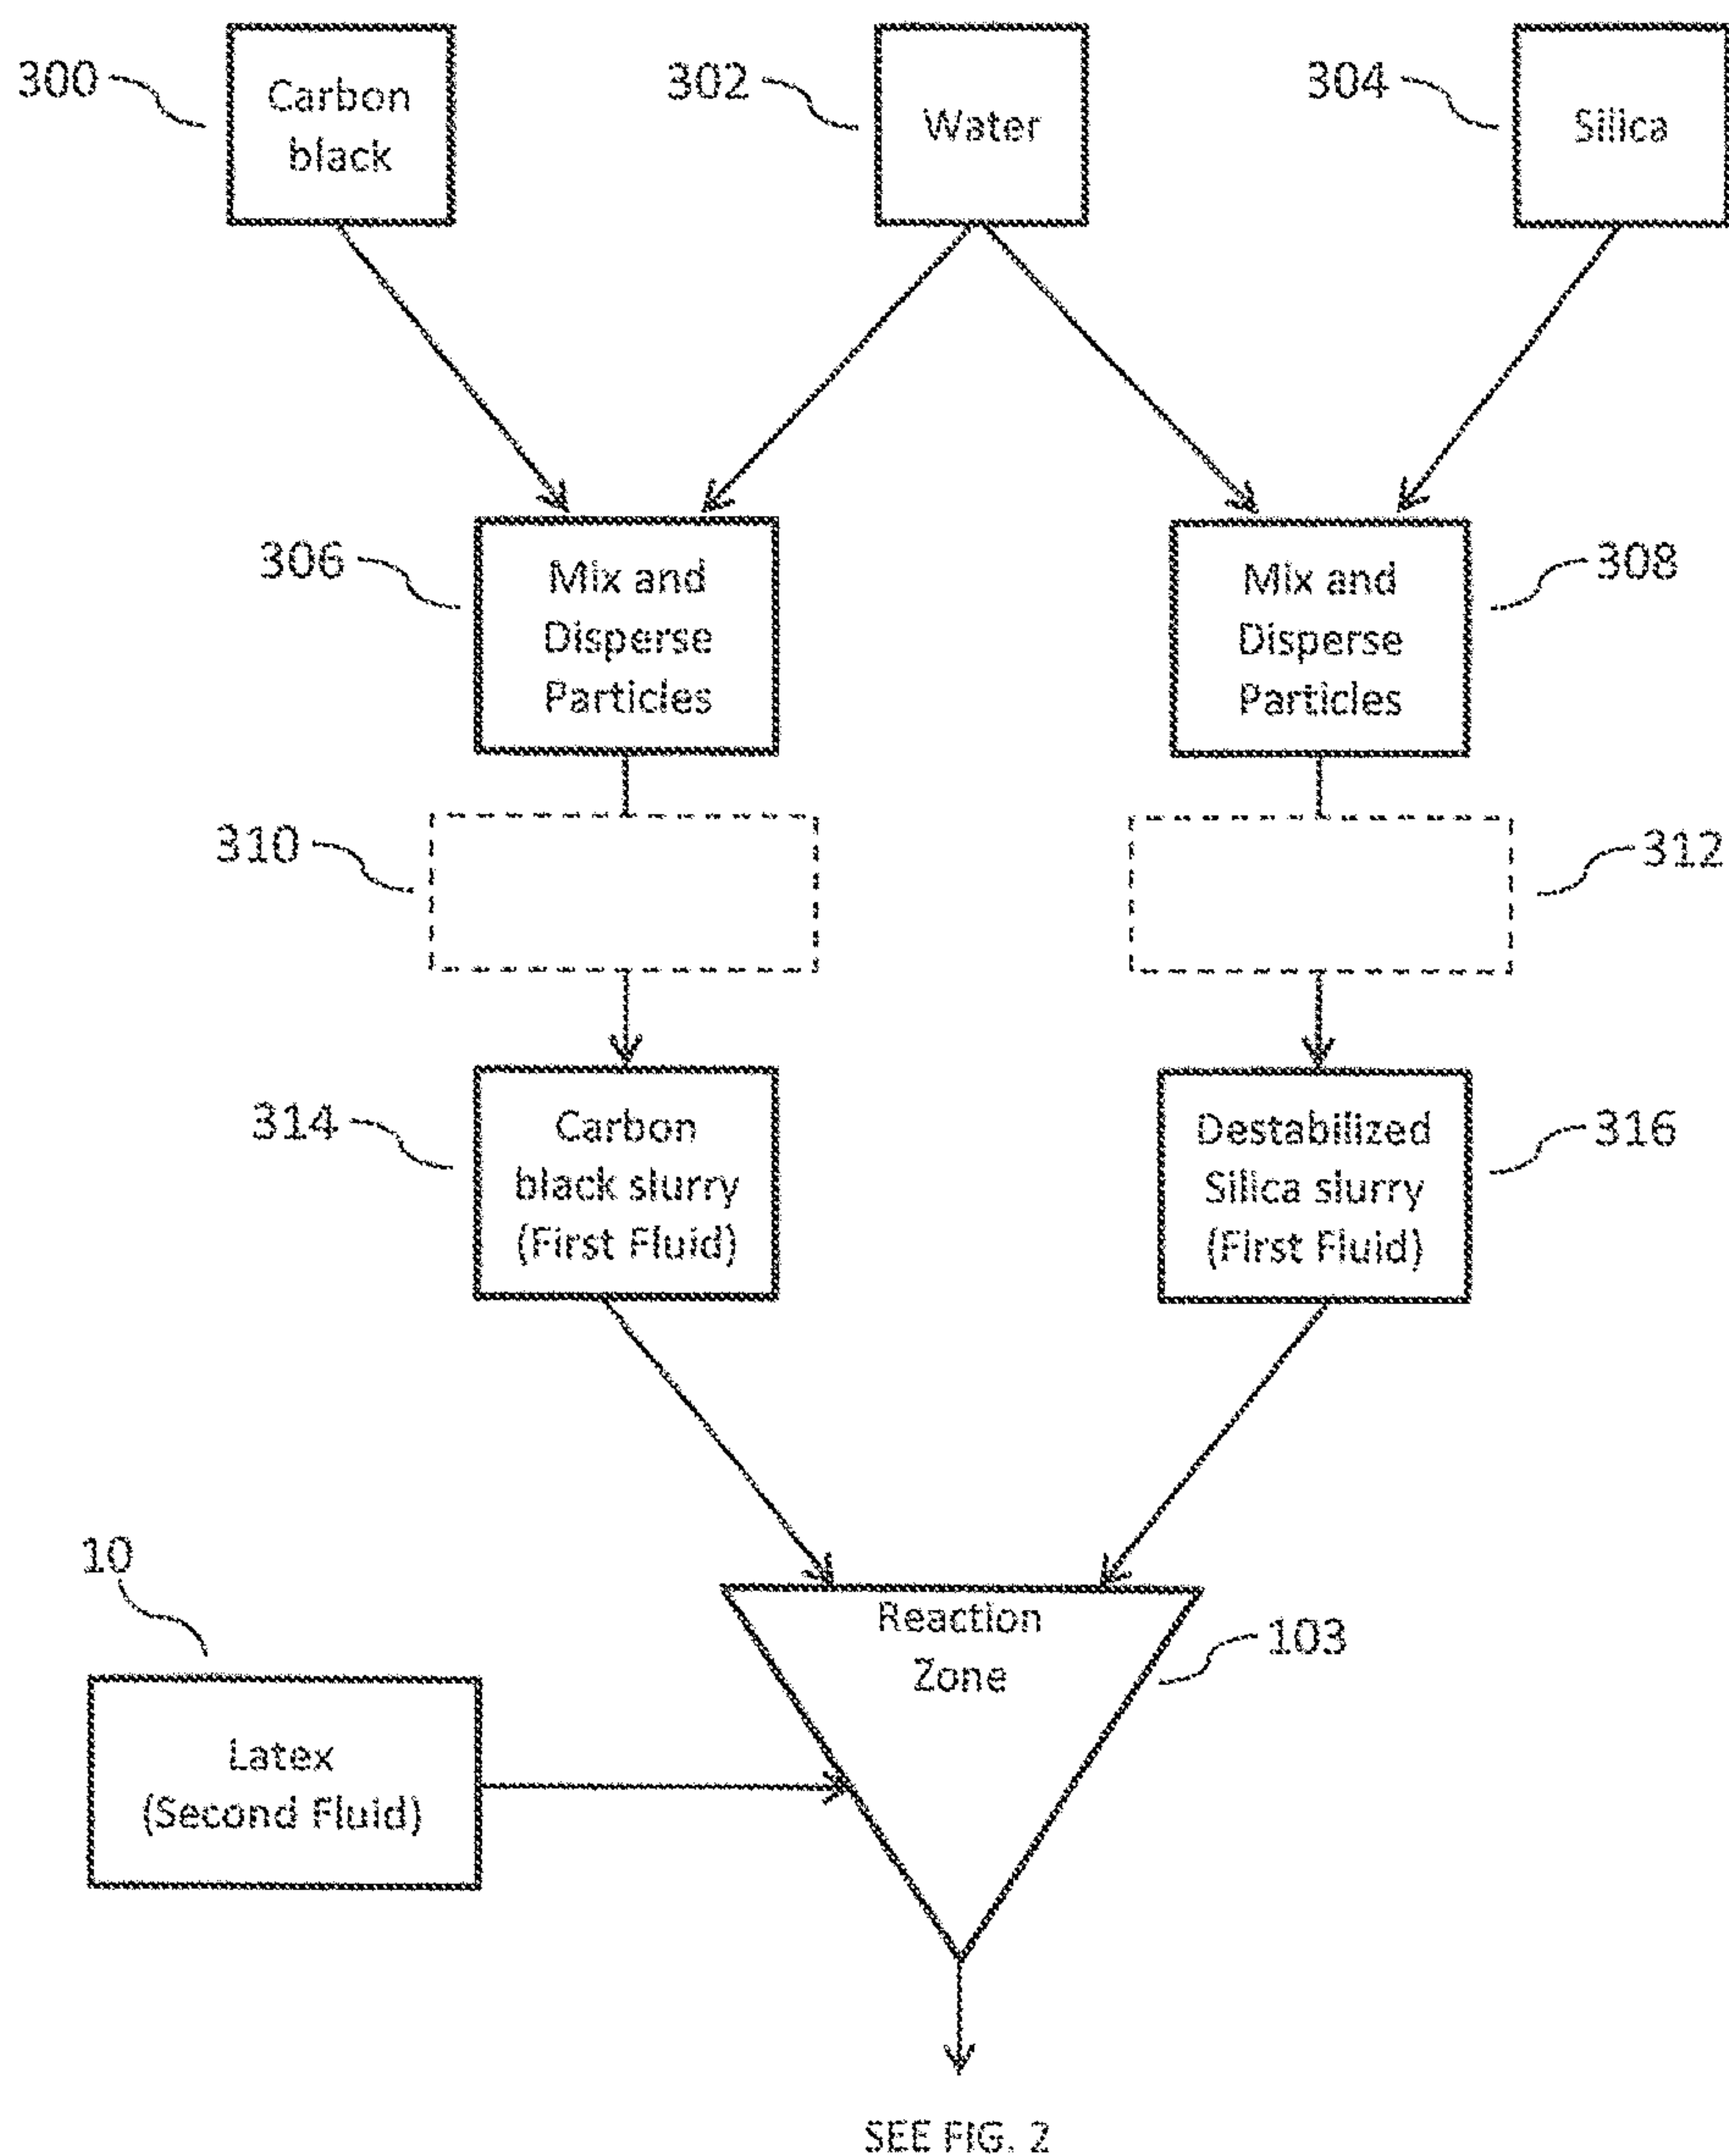 300
Carbon
black
302
Water
304
Silica
306
Mix and
Disperse
Particles
308
Mix and
Disperse
Particles
310
312
314
Carbon
black slurry
(First Fluid)
316
Destabilized
Silica slurry
(First Fluid)
10
Latex
(Second Fluid)
Reaction
Zone
103
SEE FIG. 2